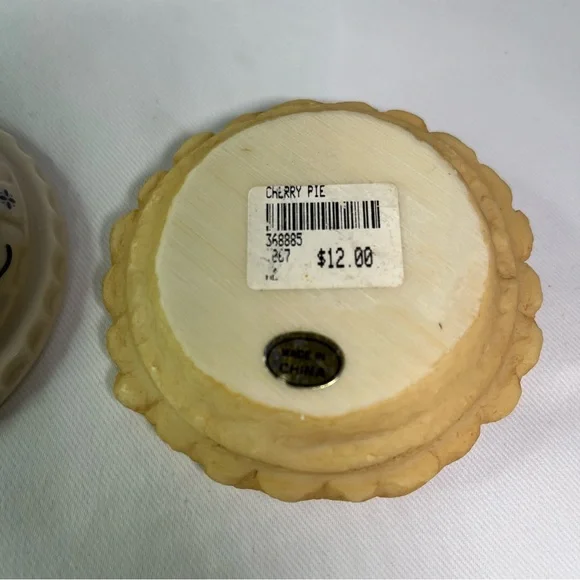 CHERRY PIE
368885
$12.00
MADE IN
CHINA